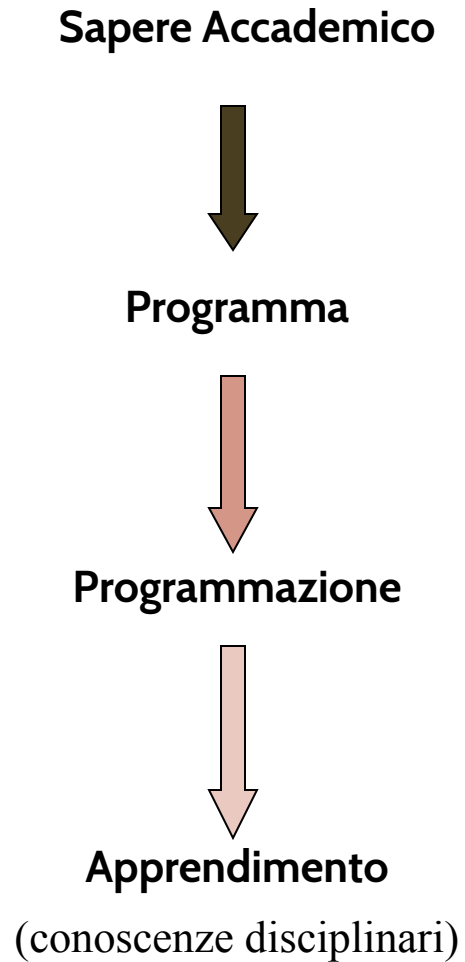 Sapere Accademico
Programma
Programmazione
Apprendimento
(conoscenze disciplinari)